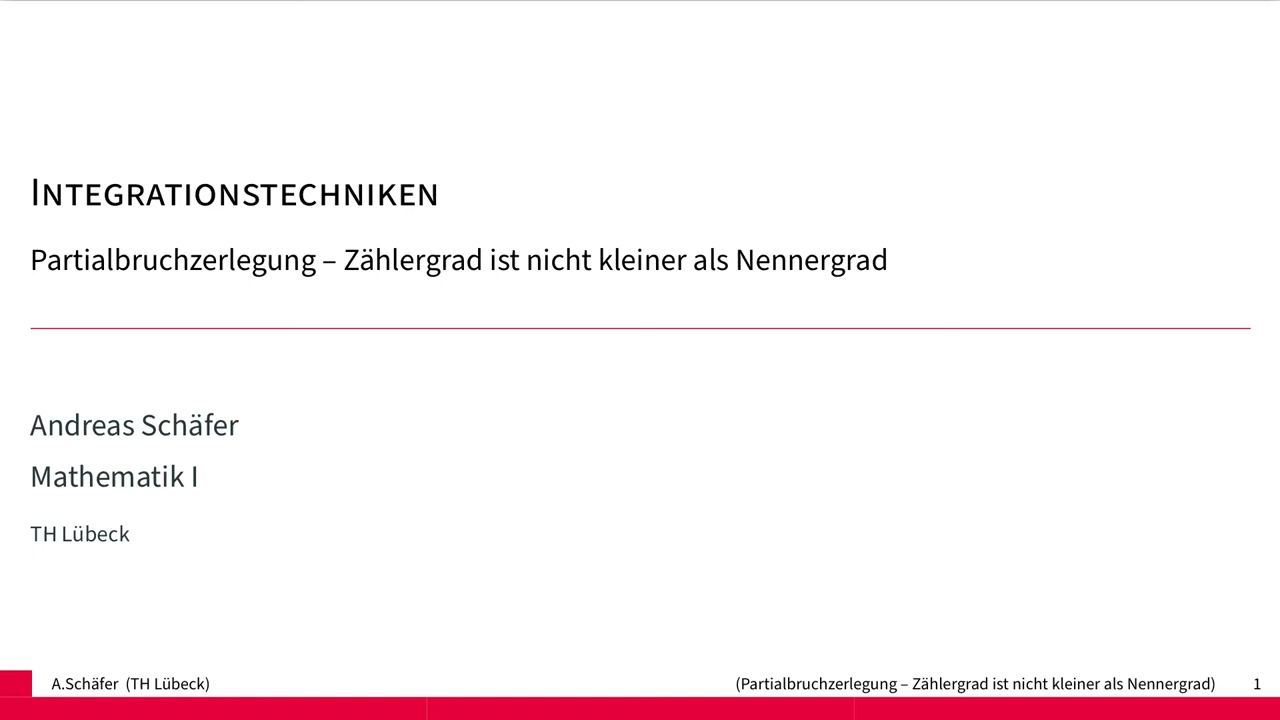 Integrationstechniken
Partialbruchzerlegung – Zählergrad ist nicht kleiner als Nennergrad
Andreas Schäfer
Mathematik I
TH Lübeck
A.Schäfer (TH Lübeck) (Partialbruchzerlegung – Zählergrad ist nicht kleiner als Nennergrad) 1